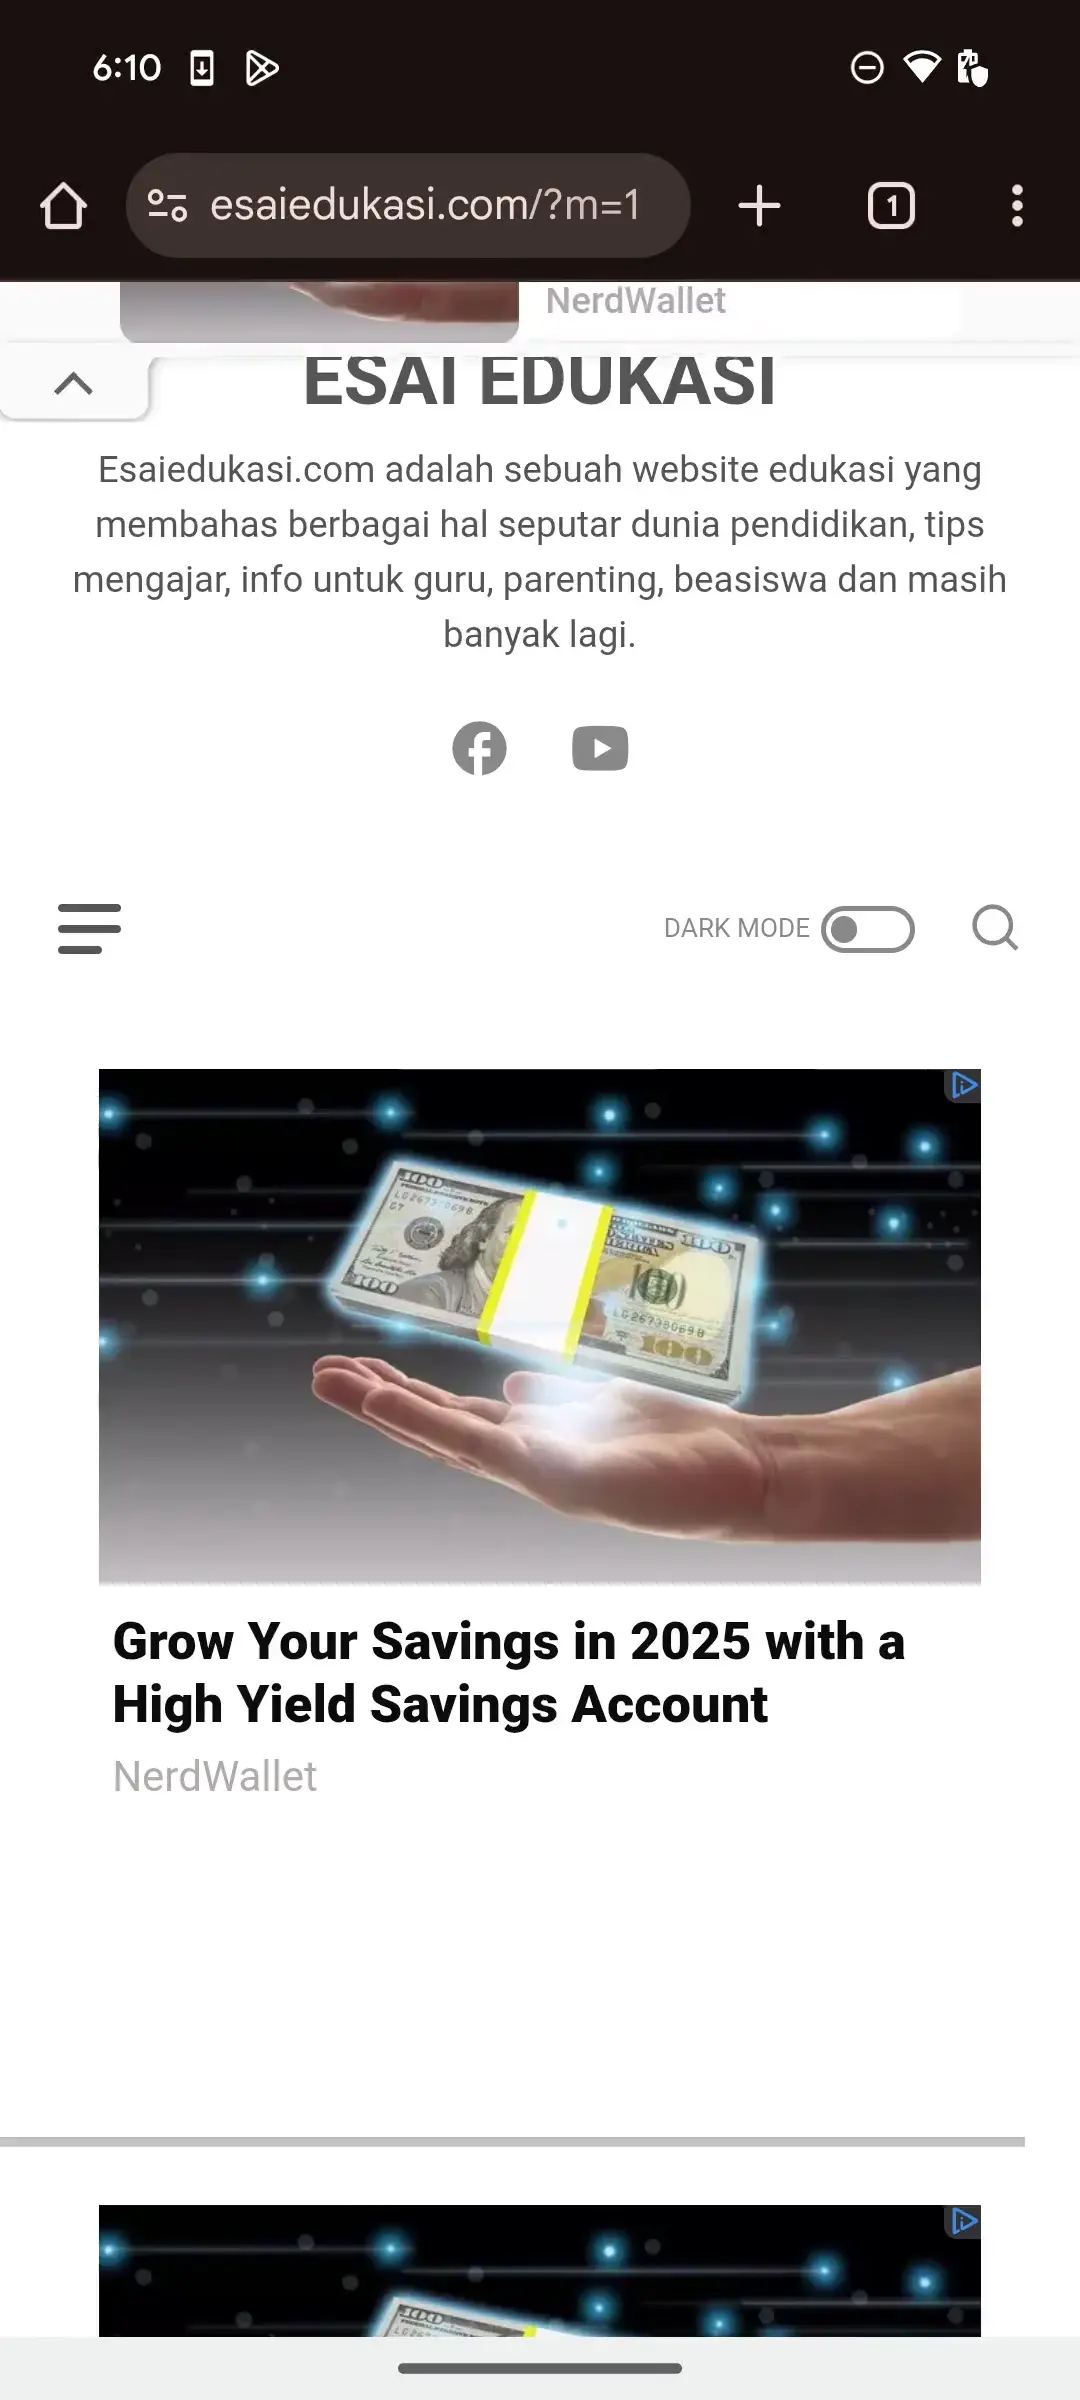 6:10
esaiedukasi.com/?m=1
1
NerdWallet
ESAI EDUKASI
Esaiedukasi.com adalah sebuah website edukasi yang
membahas berbagai hal seputar dunia pendidikan, tips
mengajar, info untuk guru, parenting, beasiswa dan masih
banyak lagi.
DARK MODE
Grow Your Savings in 2025 with a
High Yield Savings Account
NerdWallet